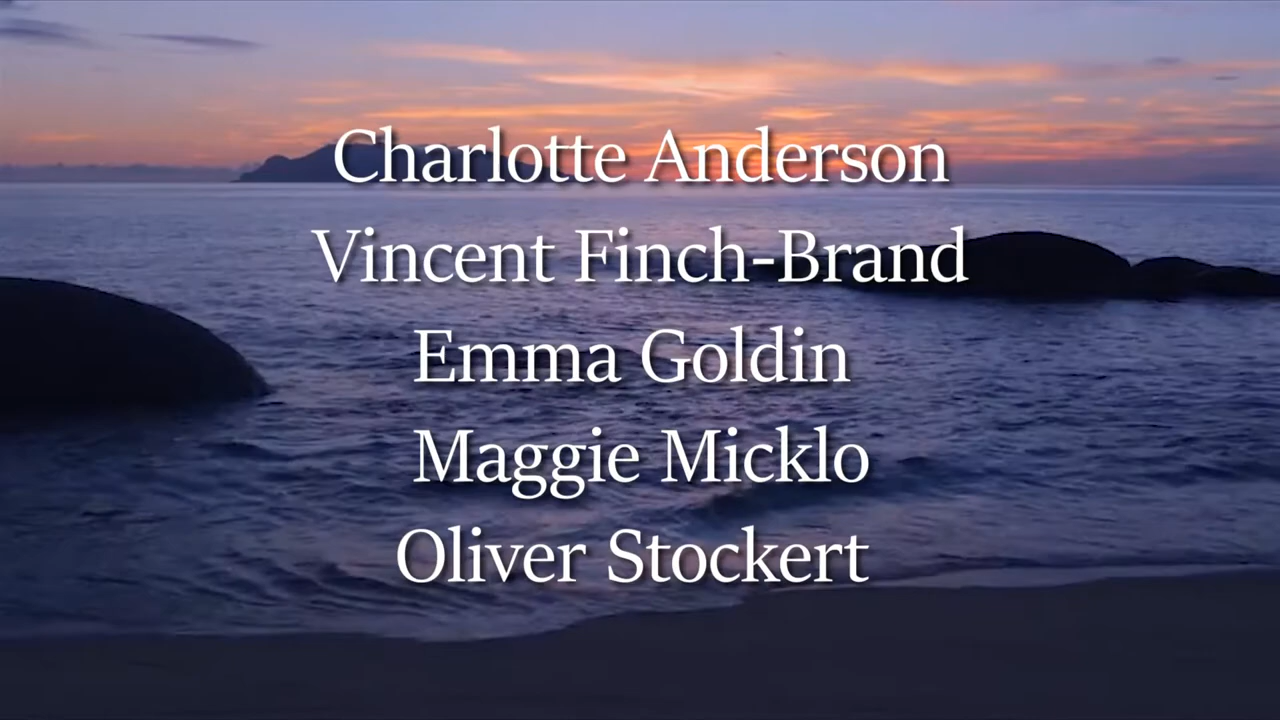 Charlotte Anderson
Vincent Finch-Brand
Emma Goldin
Maggie Micklo
Oliver Stockert